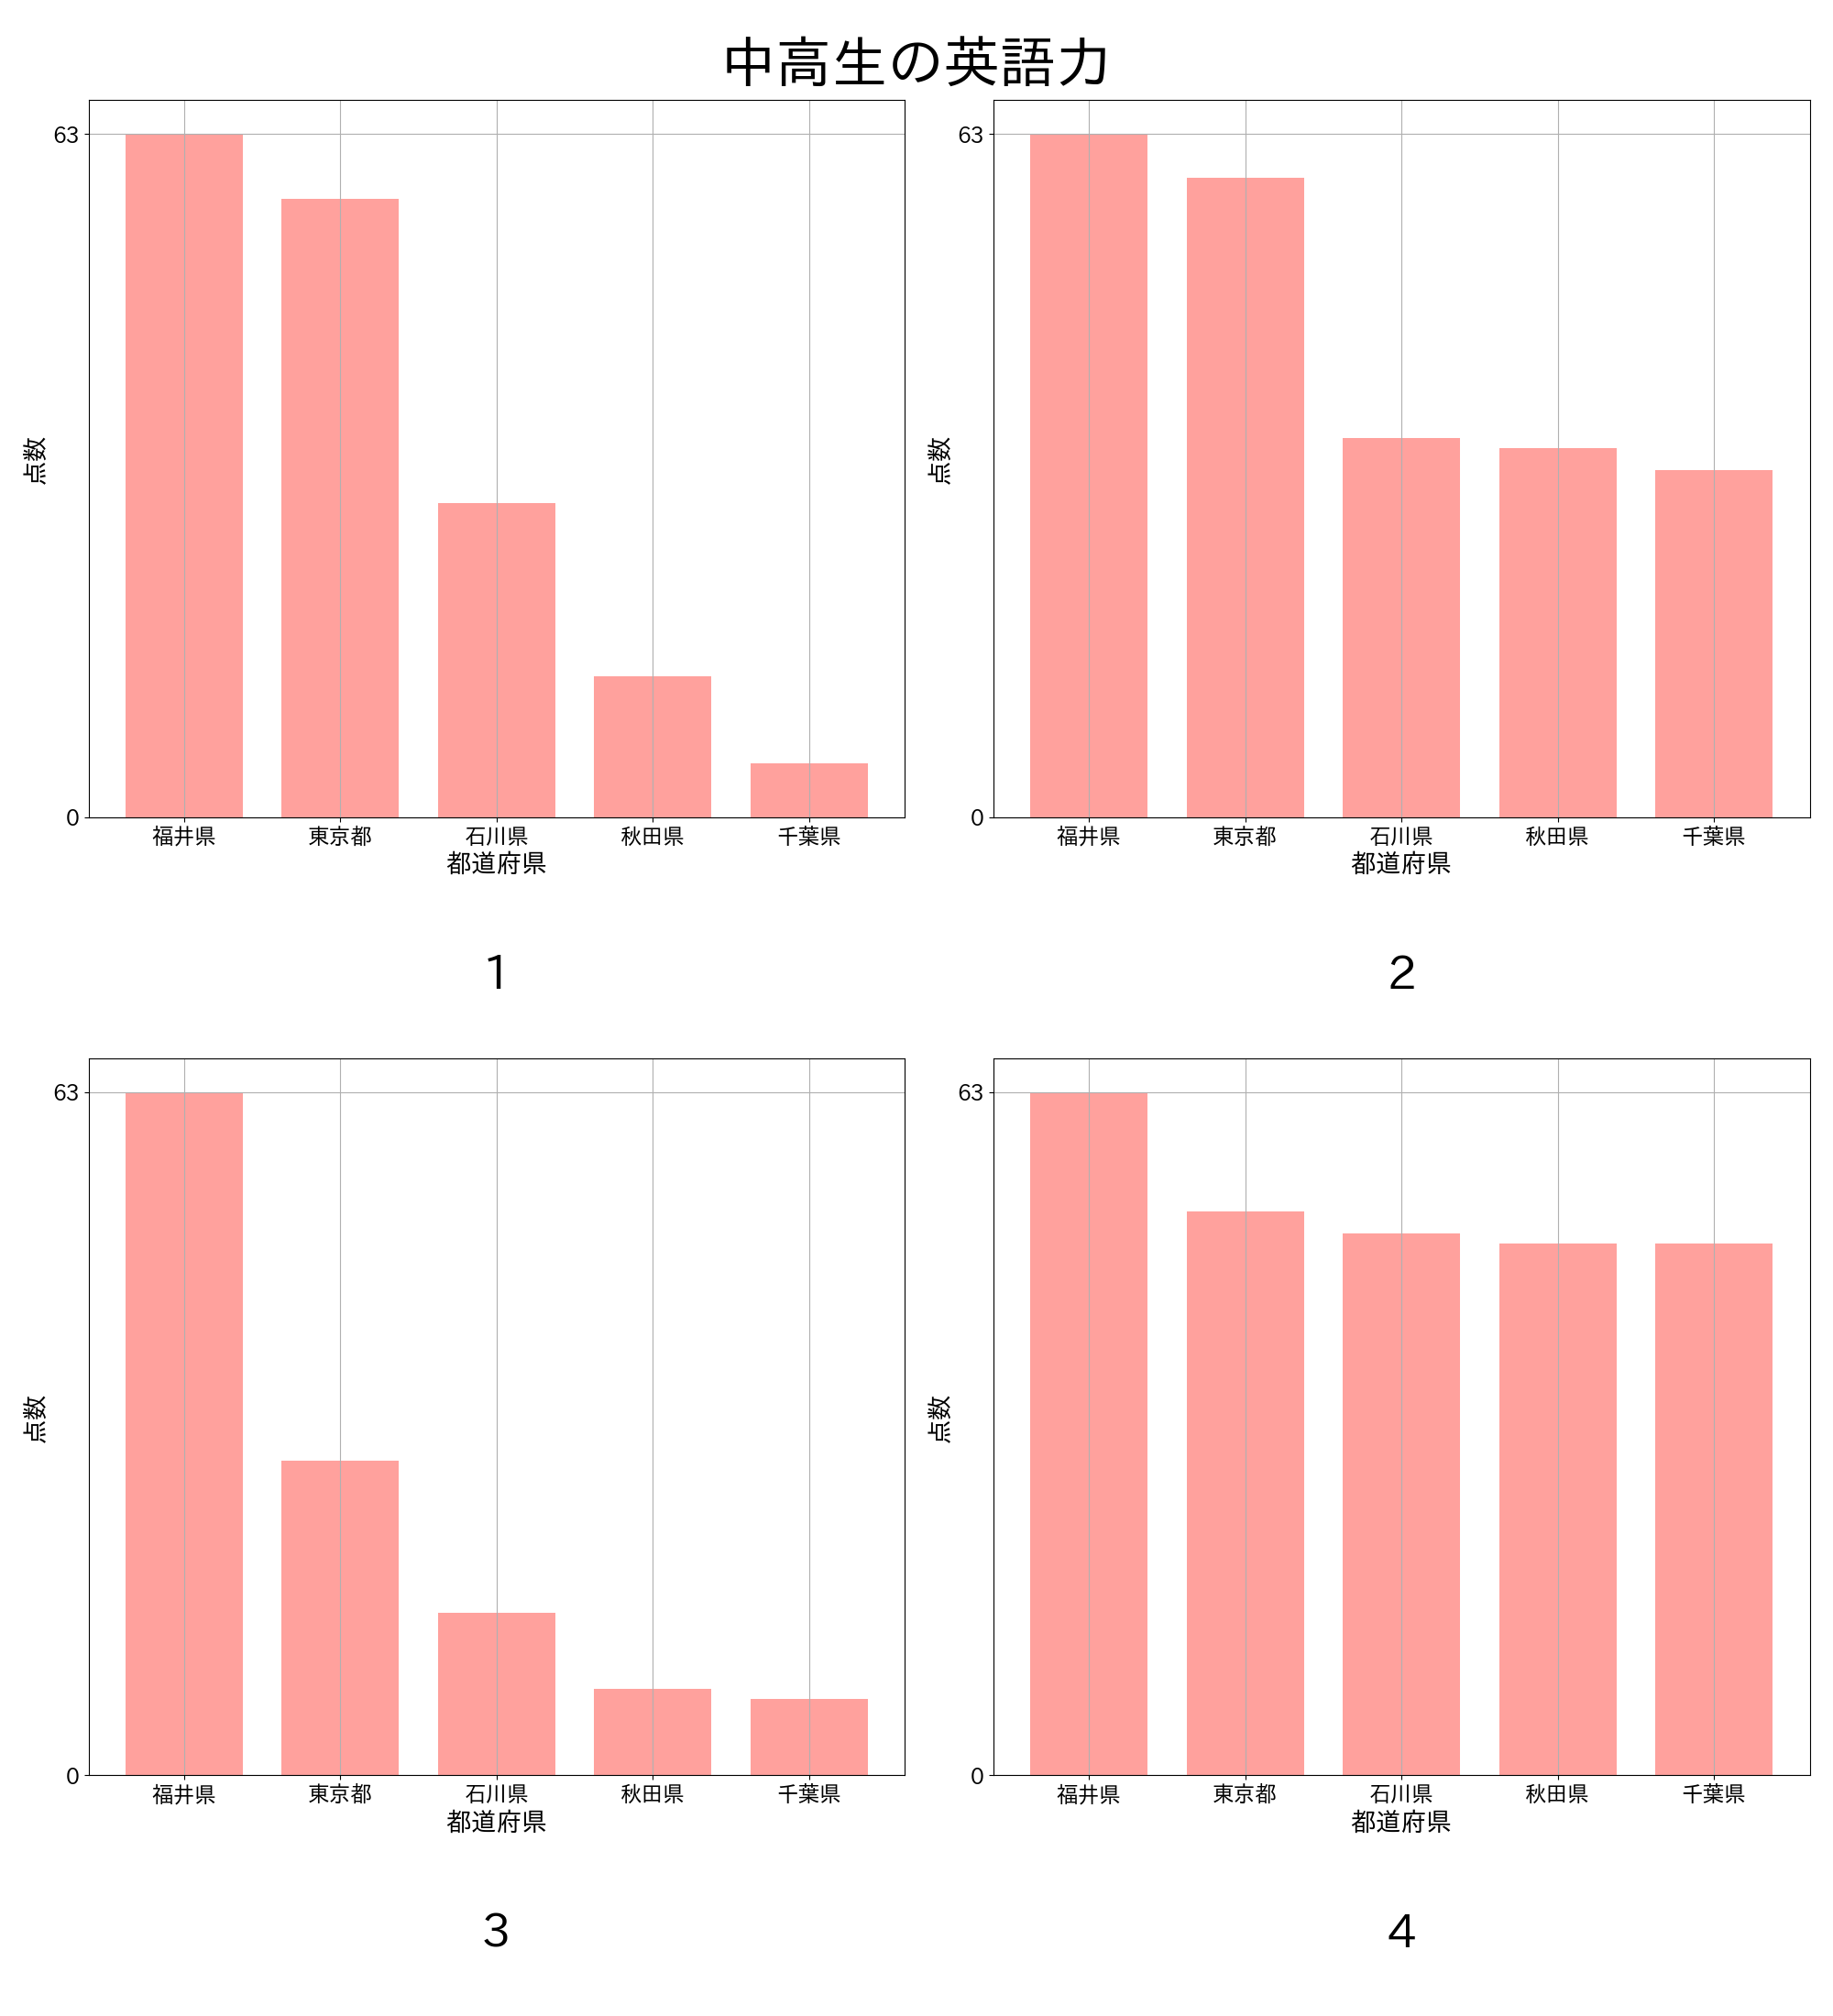 中高生の英語力
63
点数
0
福井県 東京都 石川県 秋田県 千葉県
都道府県
1
63
点数
0
福井県 東京都 石川県 秋田県 千葉県
都道府県
2
63
点数
0
福井県 東京都 石川県 秋田県 千葉県
都道府県
3
63
点数
0
福井県 東京都 石川県 秋田県 千葉県
都道府県
4